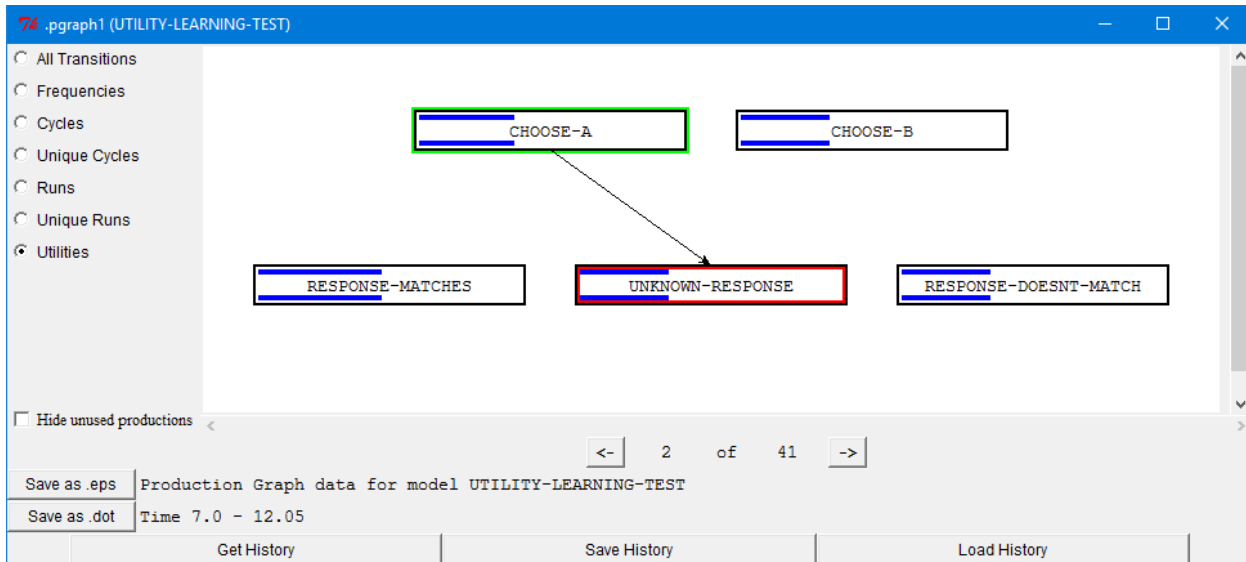 .pgraph1 (UTILITY-LEARNING-TEST)
All Transitions
Frequencies
Cycles
Unique Cycles
Runs
Unique Runs
Utilities
CHOOSE-A
CHOOSE-B
RESPONSE-MATCHES
UNKNOWN-RESPONSE
RESPONSE-DOESNT-MATCH
Hide unused productions
<- 2 of 41 ->
Save as .eps Production Graph data for model UTILITY-LEARNING-TEST
Save as .dot Time 7.0 - 12.05
Get History Save History Load History